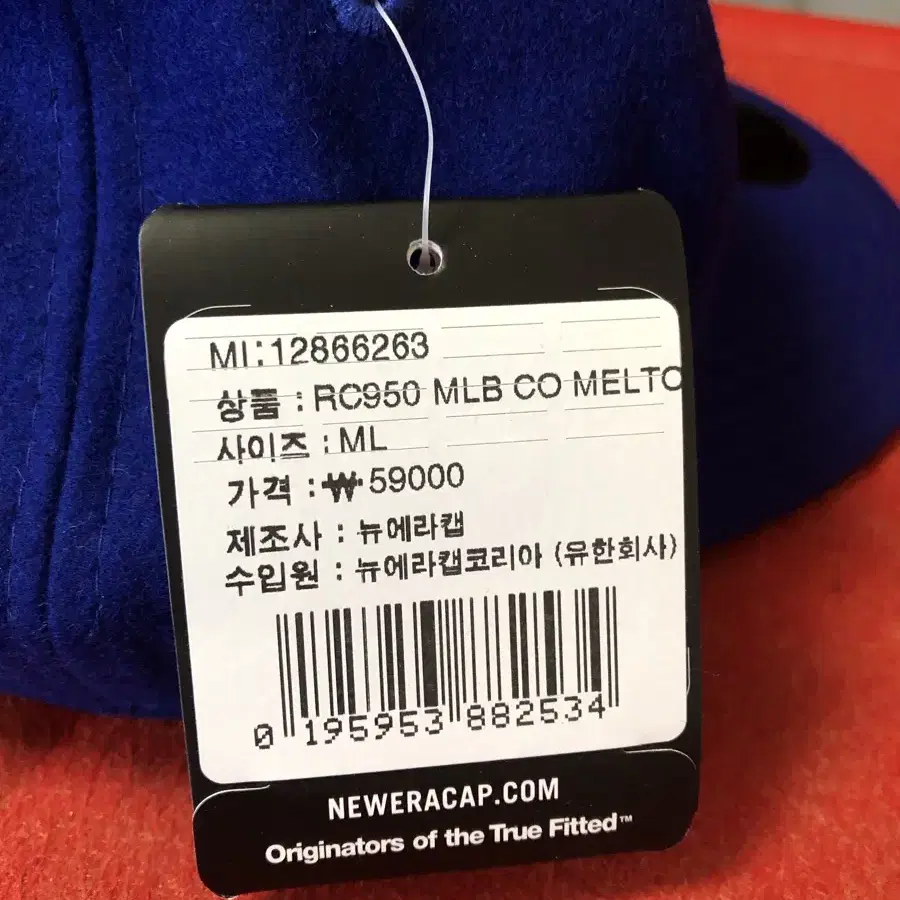 MI:12866263
상품 : RC950 MLB CO MELTO
사이즈 : ML
가격 : ₩59000
제조사 : 뉴에라캡
수입원 : 뉴에라캡코리아 (유한회사)
0 195953 882534
NEWERACAP.COM
Originators of the True Fitted™